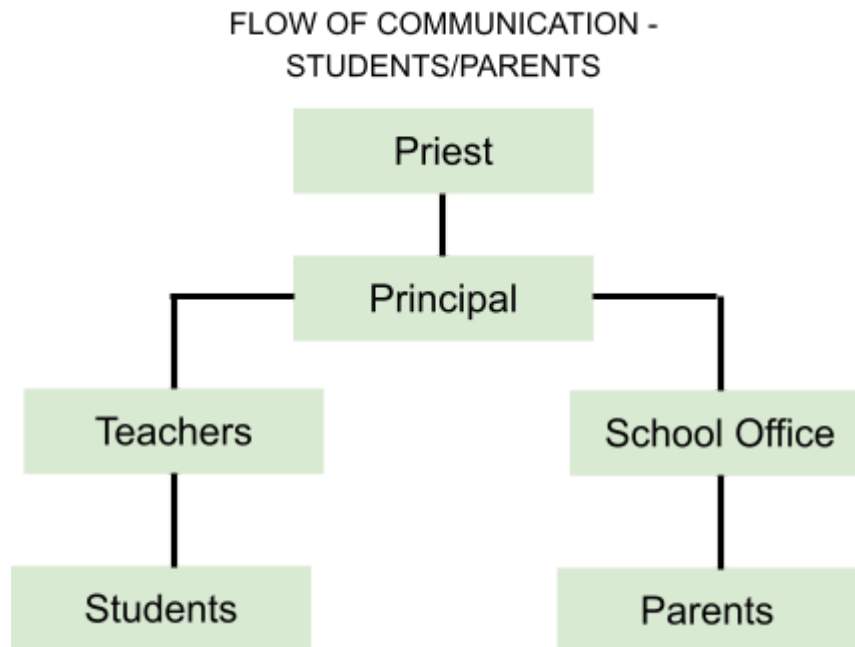 FLOW OF COMMUNICATION -
STUDENTS/PARENTS
Priest
Principal
Teachers
School Office
Students
Parents